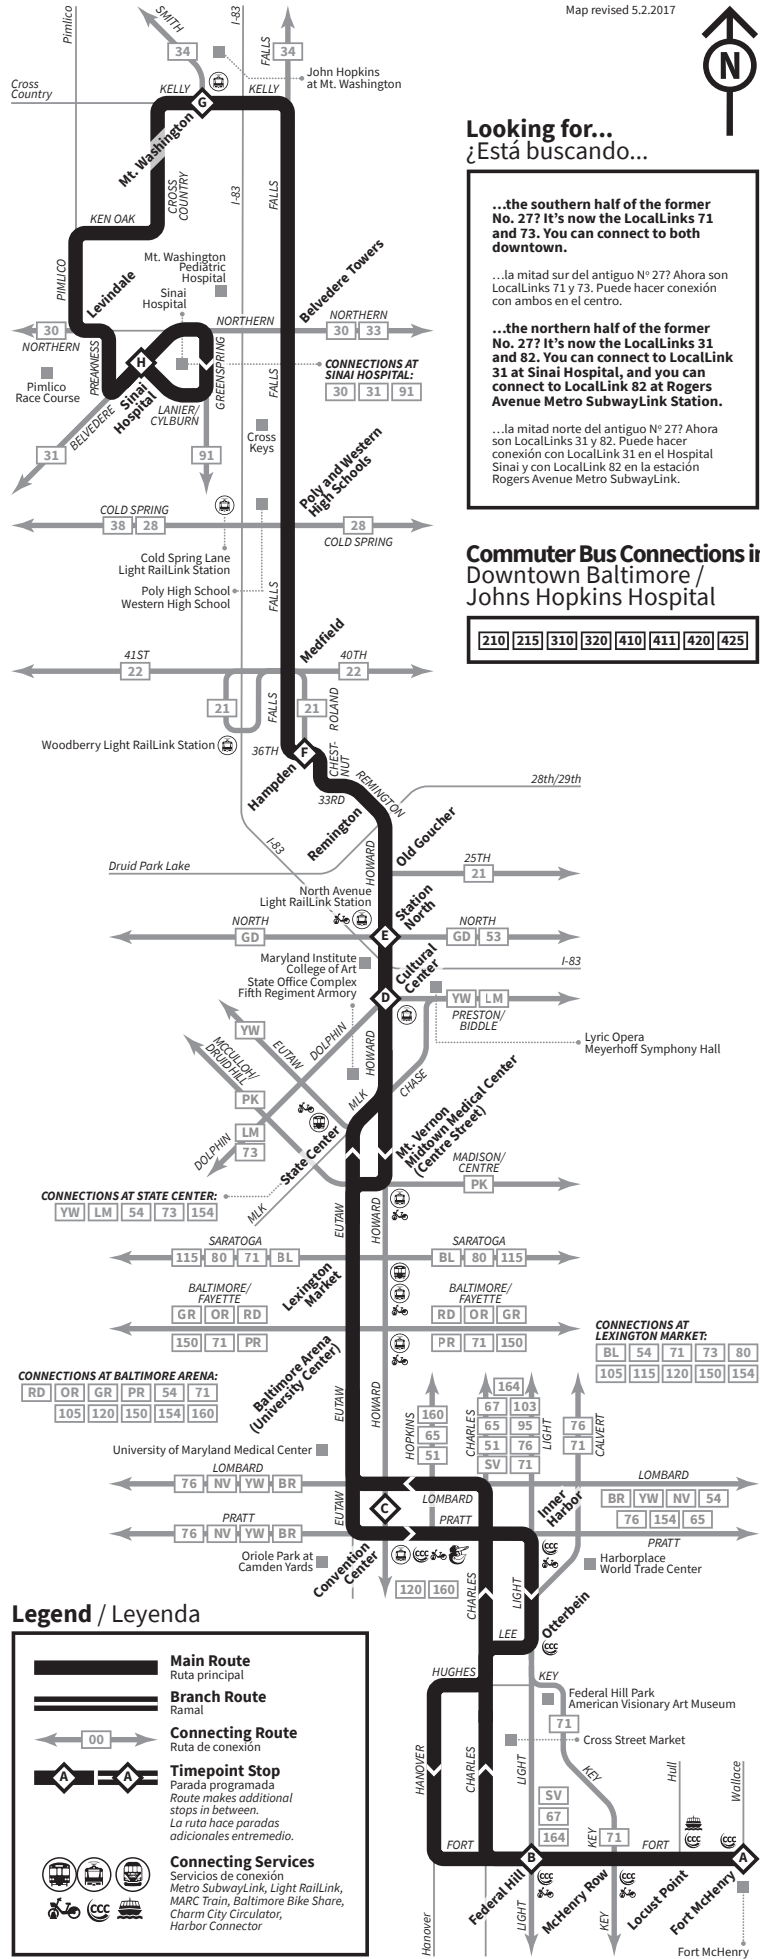 Map revised 5.2.2017
N
Pimlico
SMITH
I-83
FALLS
34
34
John Hopkins
at Mt. Washington
Cross
Country
KELLY
KELLY
G
Mt. Washington
CROSS
COUNTRY
I-83
FALLS
KEN OAK
PIMLICO
Levindale
Mt. Washington
Pediatric
Hospital
Sinai
Hospital
Belvedere Towers
NORTHERN
NORTHERN
30
30
33
NORTHERN
PREAKNESS
H
Sinai
Hospital
GREENSPRING
FALLS
CONNECTIONS AT
SINAI HOSPITAL:
30
31
91
Pimlico
Race Course
LANIER/
CYLBURN
BELVEDERE
31
91
Cross
Keys
Poly and Western
High Schools
COLD SPRING
38
28
28
COLD SPRING
Cold Spring Lane
Light RailLink Station
Poly High School
Western High School
FALLS
Medfield
41ST
40TH
22
22
21
21
FALLS
ROLAND
Woodberry Light RailLink Station
36TH
F
CHEST-
NUT
Hampden
33RD
REMINGTON
28th/29th
Remington
I-83
Old Goucher
HOWARD
Druid Park Lake
25TH
21
North Avenue
Light RailLink Station
Station
North
NORTH
NORTH
GD
E
GD
53
Maryland Institute
College of Art
State Office Complex
Fifth Regiment Armory
Cultural
Center
I-83
D
YW
LM
PRESTON/
BIDDLE
Lyric Opera
Meyerhoff Symphony Hall
YW
EUTAW
DOLPHIN
HOWARD
MCCULLOH/
DRUID HILL
CHASE
MLK
PK
LM
73
DOLPHIN
State Center
Mt. Vernon
Midtown Medical Center
(Centre Street)
MADISON/
CENTRE
PK
CONNECTIONS AT STATE CENTER:
YW
LM
54
73
154
MLK
EUTAW
HOWARD
SARATOGA
SARATOGA
115
80
71
BL
BL
80
115
Lexington
Market
BALTIMORE/
FAYETTE
BALTIMORE/
FAYETTE
GR
OR
RD
RD
OR
GR
150
71
PR
PR
71
150
CONNECTIONS AT
LEXINGTON MARKET:
BL
54
71
73
80
105
115
120
150
154
Baltimore Arena
(University Center)
CONNECTIONS AT BALTIMORE ARENA:
RD
OR
GR
PR
54
71
105
120
150
154
160
EUTAW
HOWARD
HOPKINS
160
65
51
CHARLES
164
67
103
65
95
51
76
SV
71
LIGHT
76
71
CALVERT
University of Maryland Medical Center
LOMBARD
LOMBARD
76
NV
YW
BR
LOMBARD
BR
YW
NV
54
76
154
65
EUTAW
C
Inner
Harbor
PRATT
PRATT
76
NV
YW
BR
PRATT
Oriole Park at
Camden Yards
Convention
Center
CCC
CCC
Harborplace
World Trade Center
120
160
CHARLES
LIGHT
Otterbein
LEE
CCC
HUGHES
KEY
Federal Hill Park
American Visionary Art Museum
71
Cross Street Market
HANOVER
CHARLES
LIGHT
KEY
Hull
Wallace
SV
67
164
KEY
71
CCC
CCC
FORT
FORT
B
A
CCC
CCC
Federal Hill
McHenry Row
Locust Point
Fort McHenry
Hanover
LIGHT
KEY
Fort McHenry
Looking for...
¿Está buscando...
...the southern half of the former
No. 27? It's now the LocalLinks 71
and 73. You can connect to both
downtown.
...la mitad sur del antiguo Nº 27? Ahora son
LocalLinks 71 y 73. Puede hacer conexión
con ambos en el centro.
...the northern half of the former
No. 27? It's now the LocalLinks 31
and 82. You can connect to LocalLink
31 at Sinai Hospital, and you can
connect to LocalLink 82 at Rogers
Avenue Metro SubwayLink Station.
...la mitad norte del antiguo Nº 27? Ahora
son LocalLinks 31 y 82. Puede hacer
conexión con LocalLink 31 en el Hospital
Sinai y con LocalLink 82 en la estación
Rogers Avenue Metro SubwayLink.
Commuter Bus Connections in
Downtown Baltimore /
Johns Hopkins Hospital
210
215
310
320
410
411
420
425
Legend / Leyenda
Main Route
Ruta principal
Branch Route
Ramal
00
Connecting Route
Ruta de conexión
A
A
Timepoint Stop
Parada programada
Route makes additional
stops in between.
La ruta hace paradas
adicionales entremedio.
Connecting Services
Servicios de conexión
Metro SubwayLink, Light RailLink,
MARC Train, Baltimore Bike Share,
Charm City Circulator,
Harbor Connector
CCC